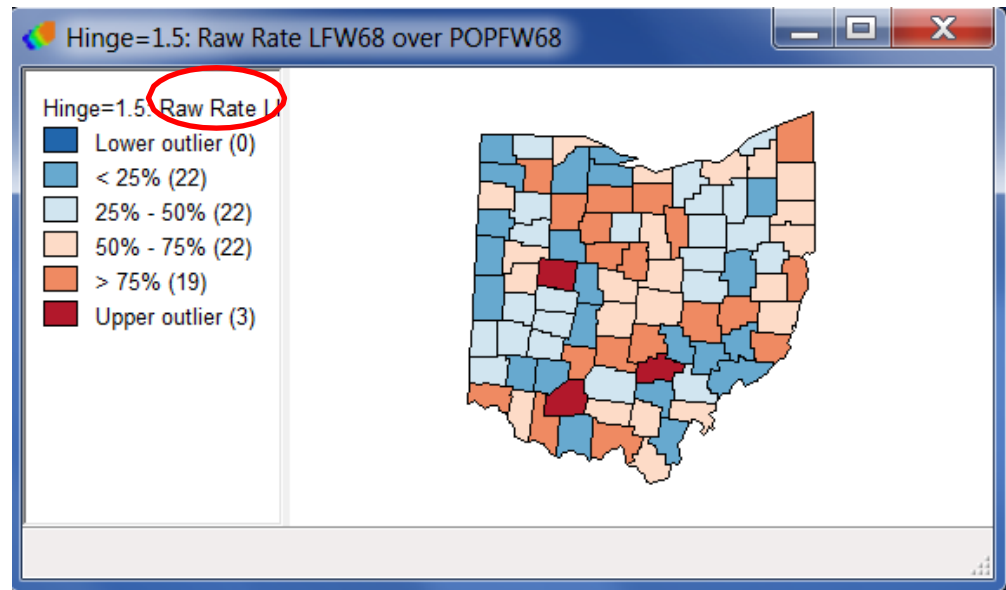 Hinge=1.5: Raw Rate LFW68 over POPFW68
Hinge=1.5: Raw Rate LF
Lower outlier (0)
< 25% (22)
25% - 50% (22)
50% - 75% (22)
> 75% (19)
Upper outlier (3)